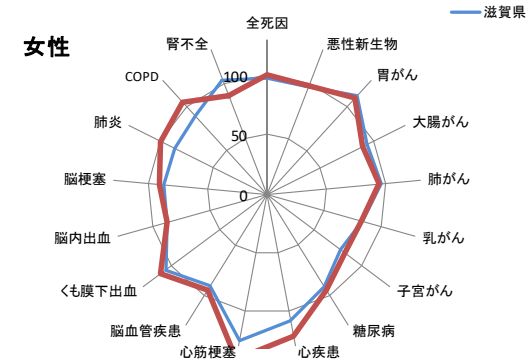 滋賀県
女性
全死因
悪性新生物
胃がん
大腸がん
肺がん
乳がん
子宮がん
糖尿病
心疾患
心筋梗塞
脳血管疾患
くも膜下出血
脳内出血
脳梗塞
肺炎
COPD
腎不全
100
50
0